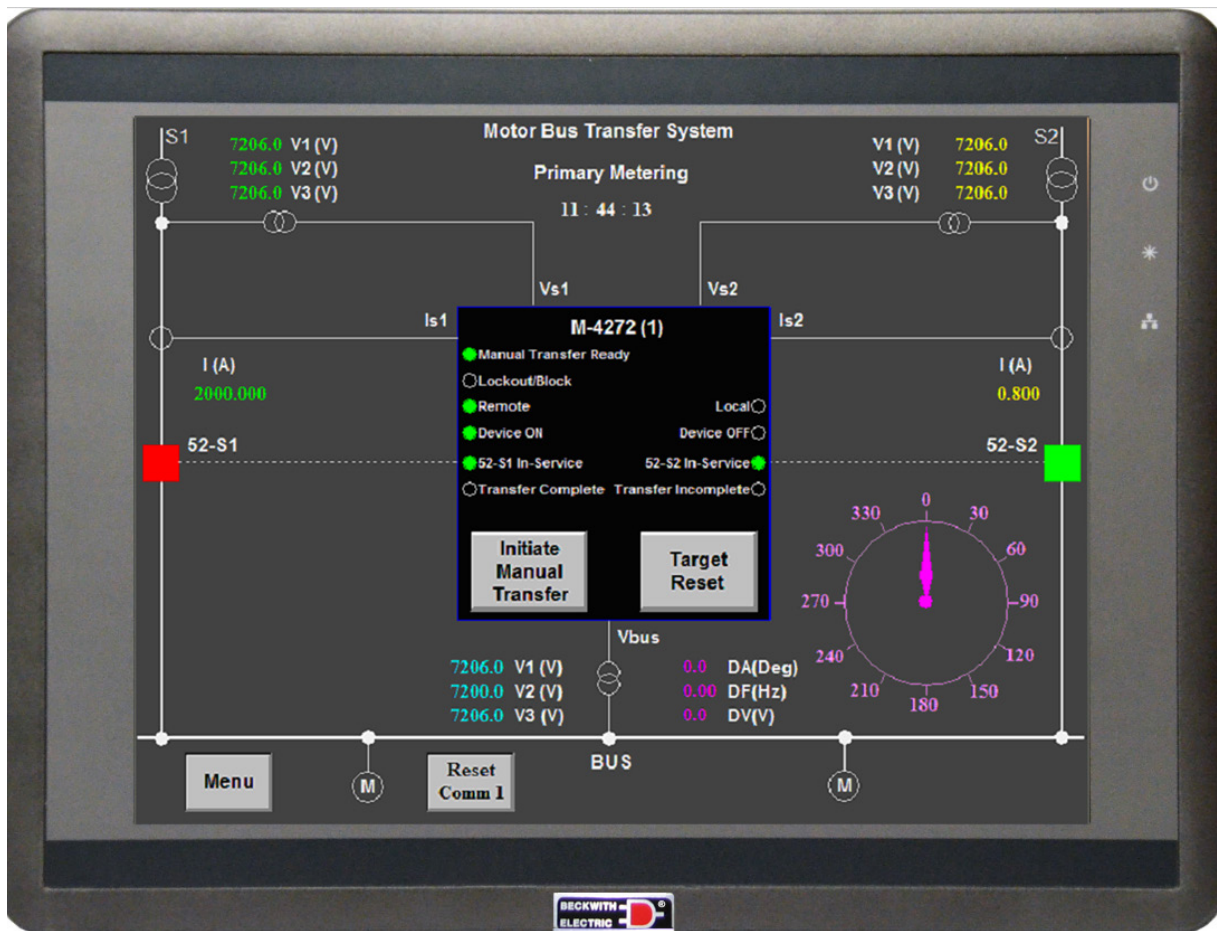 S1
7206.0 V1 (V)
7206.0 V2 (V)
7206.0 V3 (V)
Motor Bus Transfer System
Primary Metering
11 : 44 : 13
V1 (V) 7206.0
V2 (V) 7206.0
V3 (V) 7206.0
S2
Vs1
Vs2
Is1
Is2
M-4272 (1)
Manual Transfer Ready
Lockout/Block
Remote Local
Device ON Device OFF
52-S1 In-Service 52-S2 In-Service
Transfer Complete Transfer Incomplete
Initiate
Manual
Transfer
Target
Reset
I (A)
2000.000
52-S1
I (A)
0.800
52-S2
0
30
60
90
120
150
180
210
240
270
300
330
Vbus
7206.0 V1 (V)
7200.0 V2 (V)
7206.0 V3 (V)
0.0 DA(Deg)
0.00 DF(Hz)
0.0 DV(V)
BUS
Menu
M
Reset
Comm 1
M
BECKWITH
ELECTRIC
®